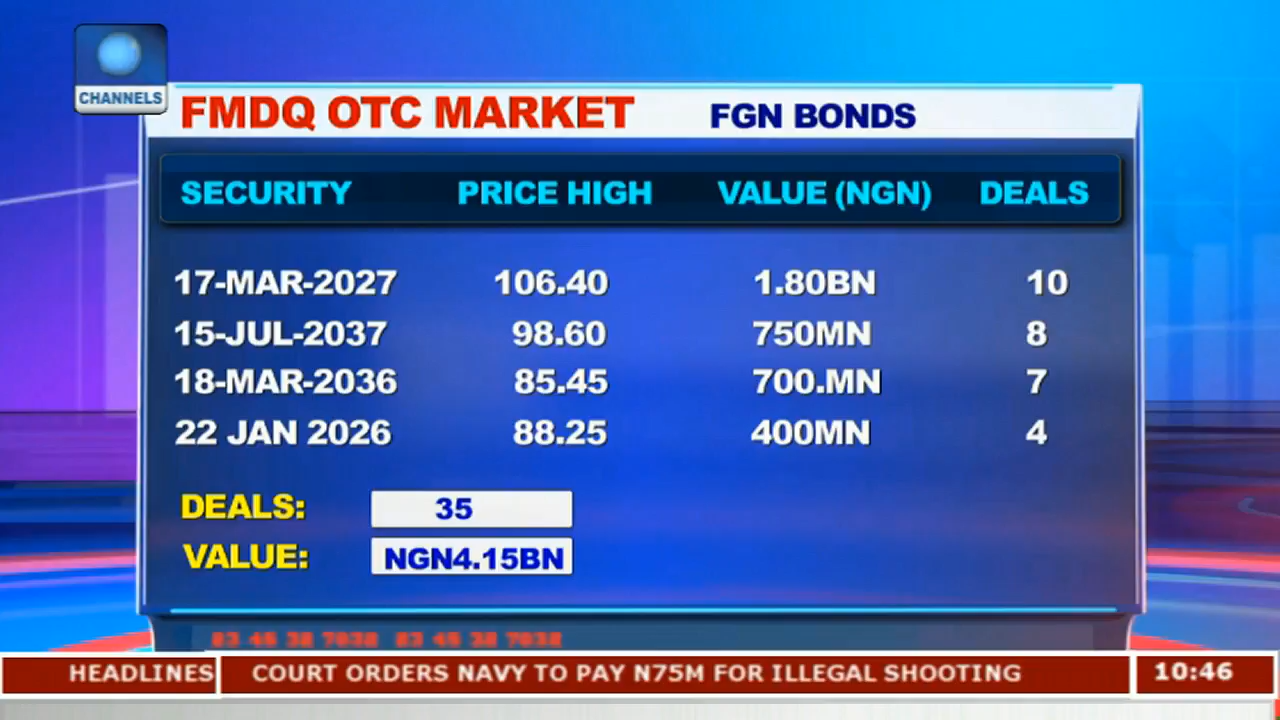 CHANNELS
FMDQ OTC MARKET FGN BONDS
SECURITY PRICE HIGH VALUE (NGN) DEALS
17-MAR-2027 106.40 1.80BN 10
15-JUL-2037 98.60 750MN 8
18-MAR-2036 85.45 700.MN 7
22 JAN 2026 88.25 400MN 4
DEALS: 35
VALUE: NGN4.15BN
HEADLINES COURT ORDERS NAVY TO PAY N75M FOR ILLEGAL SHOOTING 10:46